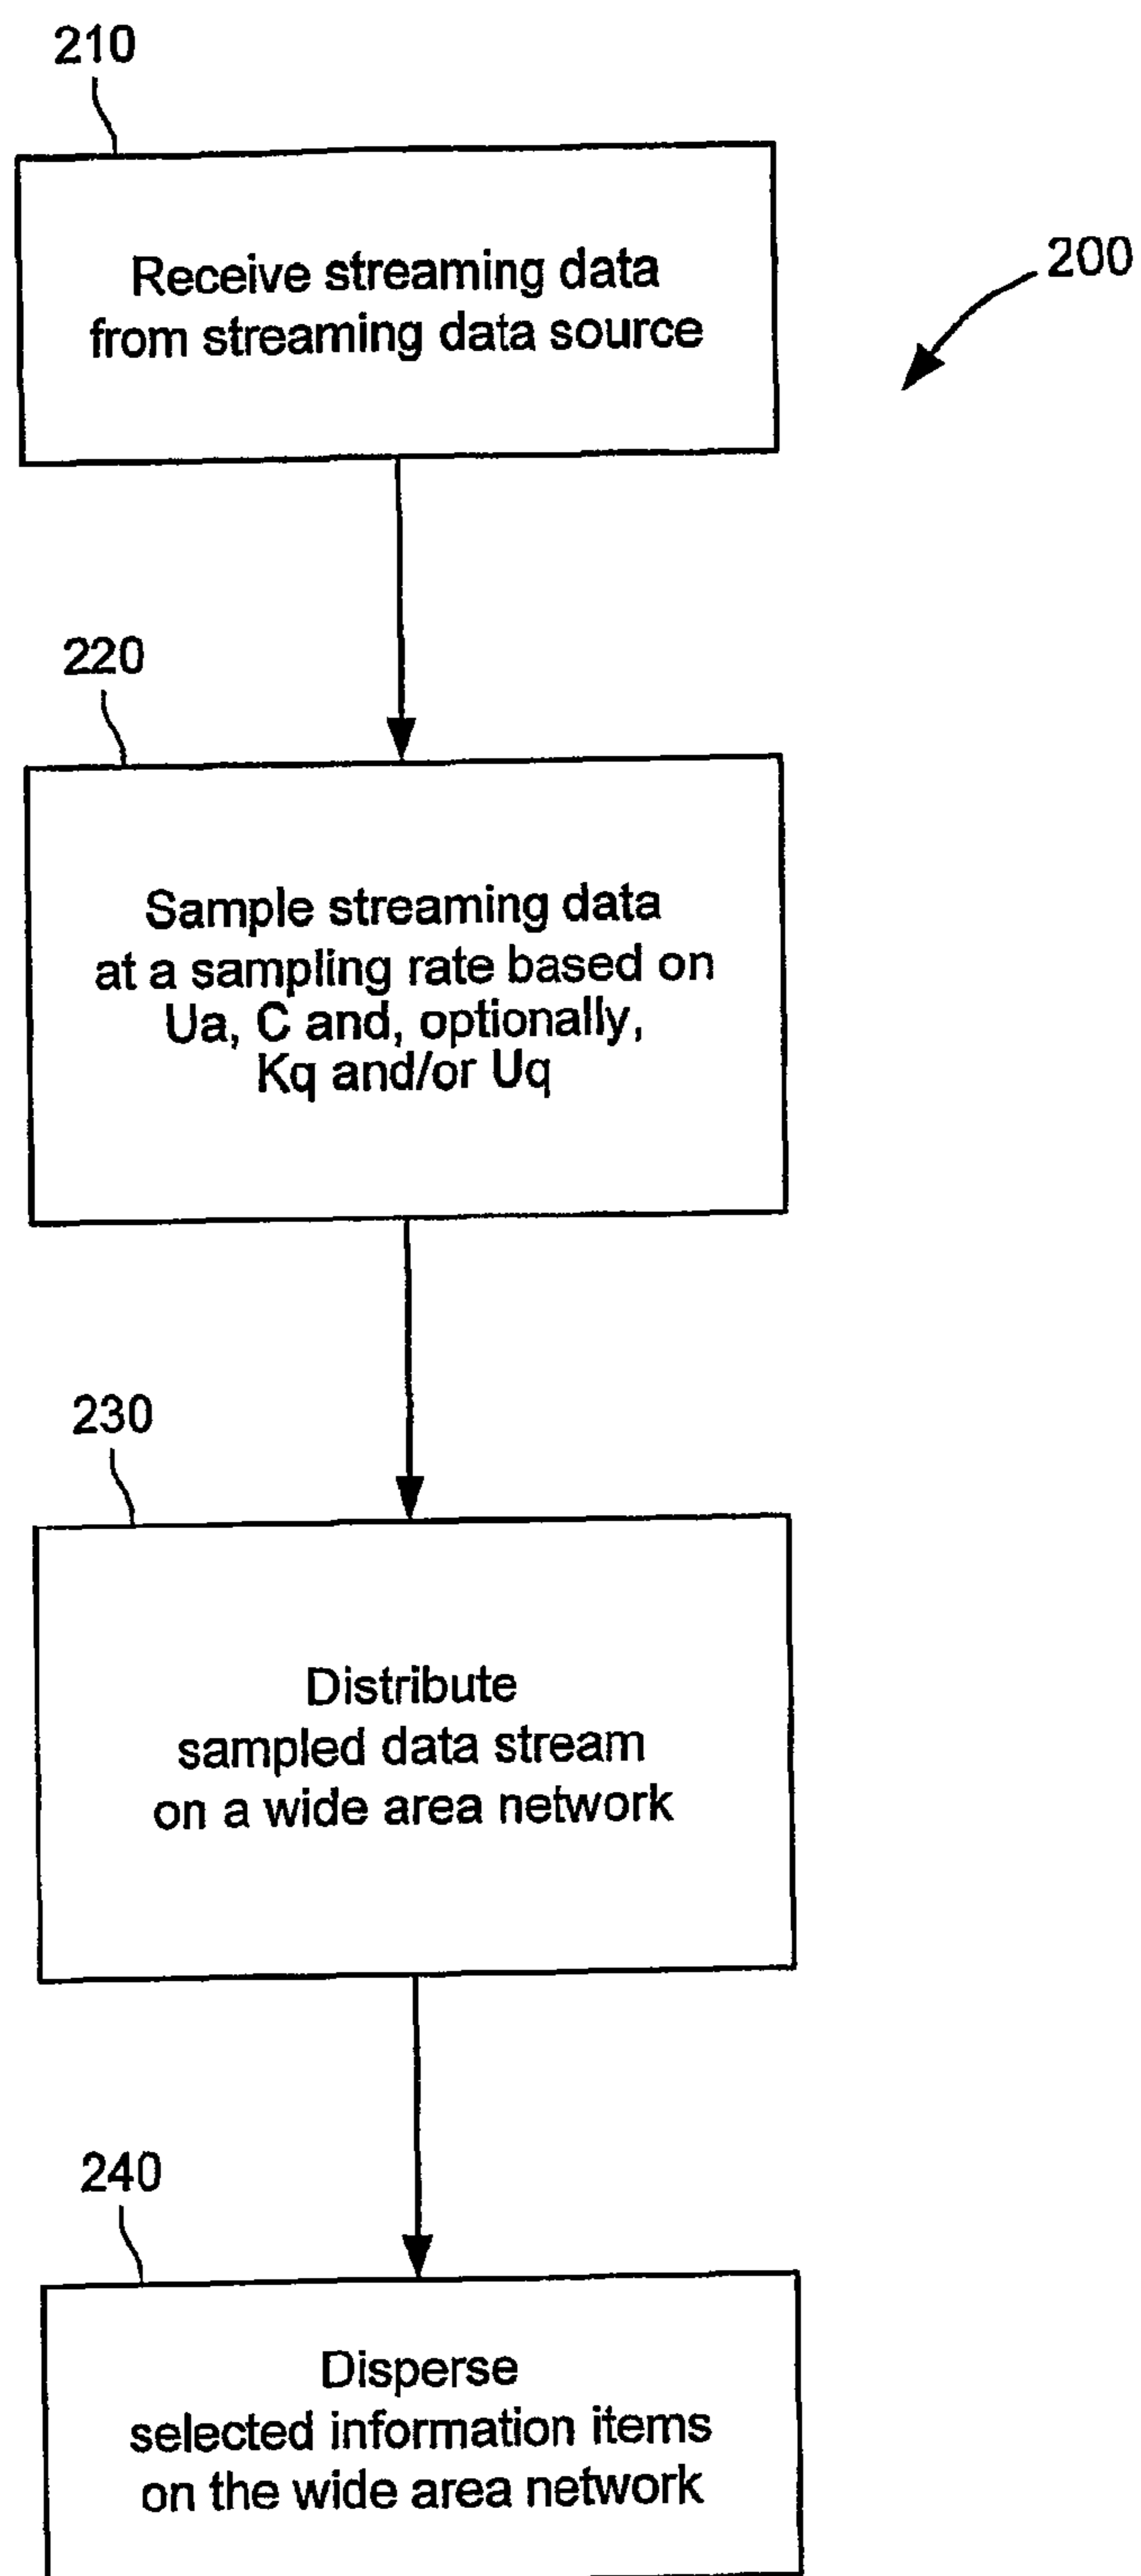 210
200
Receive streaming data
from streaming data source
220
Sample streaming data
at a sampling rate based on
Ua, C and, optionally,
Kq and/or Uq
230
Distribute
sampled data stream
on a wide area network
240
Disperse
selected information items
on the wide area network